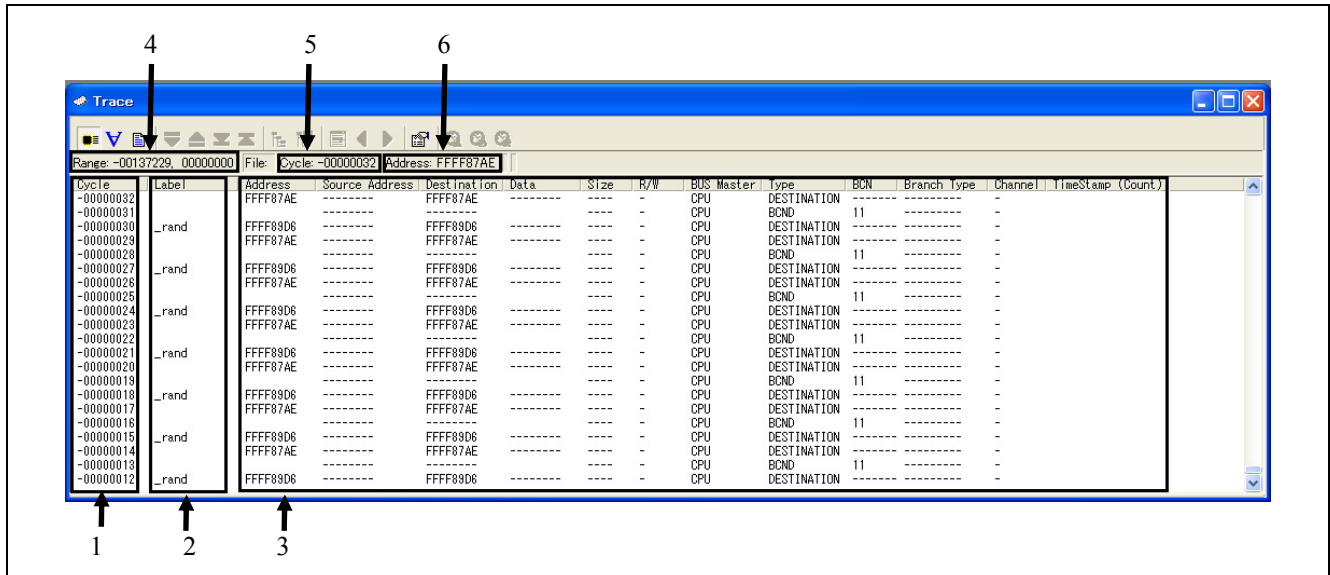 4 5 6
Trace
Range: -00137229, 00000000 File: Cycle: -00000032 Address: FFFF87AE
Cycle Label Address Source Address Destination Data Size R/W BUS Master Type BCN Branch Type Channel TimeStamp (Count)
-00000032 FFFF87AE -------- FFFF87AE -------- ---- - CPU DESTINATION ------- --------- -
-00000031 -------- -------- ---- - CPU BCND 11 -
-00000030 _rand FFFF89D6 -------- FFFF89D6 -------- ---- - CPU DESTINATION ------- --------- -
-00000029 FFFF87AE -------- FFFF87AE -------- ---- - CPU DESTINATION ------- --------- -
-00000028 -------- -------- ---- - CPU BCND 11 -
-00000027 _rand FFFF89D6 -------- FFFF89D6 -------- ---- - CPU DESTINATION ------- --------- -
-00000026 FFFF87AE -------- FFFF87AE -------- ---- - CPU DESTINATION ------- --------- -
-00000025 -------- -------- ---- - CPU BCND 11 -
-00000024 _rand FFFF89D6 -------- FFFF89D6 -------- ---- - CPU DESTINATION ------- --------- -
-00000023 FFFF87AE -------- FFFF87AE -------- ---- - CPU DESTINATION ------- --------- -
-00000022 -------- -------- ---- - CPU BCND 11 -
-00000021 _rand FFFF89D6 -------- FFFF89D6 -------- ---- - CPU DESTINATION ------- --------- -
-00000020 FFFF87AE -------- FFFF87AE -------- ---- - CPU DESTINATION ------- --------- -
-00000019 -------- -------- ---- - CPU BCND 11 -
-00000018 _rand FFFF89D6 -------- FFFF89D6 -------- ---- - CPU DESTINATION ------- --------- -
-00000017 FFFF87AE -------- FFFF87AE -------- ---- - CPU DESTINATION ------- --------- -
-00000016 -------- -------- ---- - CPU BCND 11 -
-00000015 _rand FFFF89D6 -------- FFFF89D6 -------- ---- - CPU DESTINATION ------- --------- -
-00000014 FFFF87AE -------- FFFF87AE -------- ---- - CPU DESTINATION ------- --------- -
-00000013 -------- -------- ---- - CPU BCND 11 -
-00000012 _rand FFFF89D6 -------- FFFF89D6 -------- ---- - CPU DESTINATION ------- --------- -
1 2 3